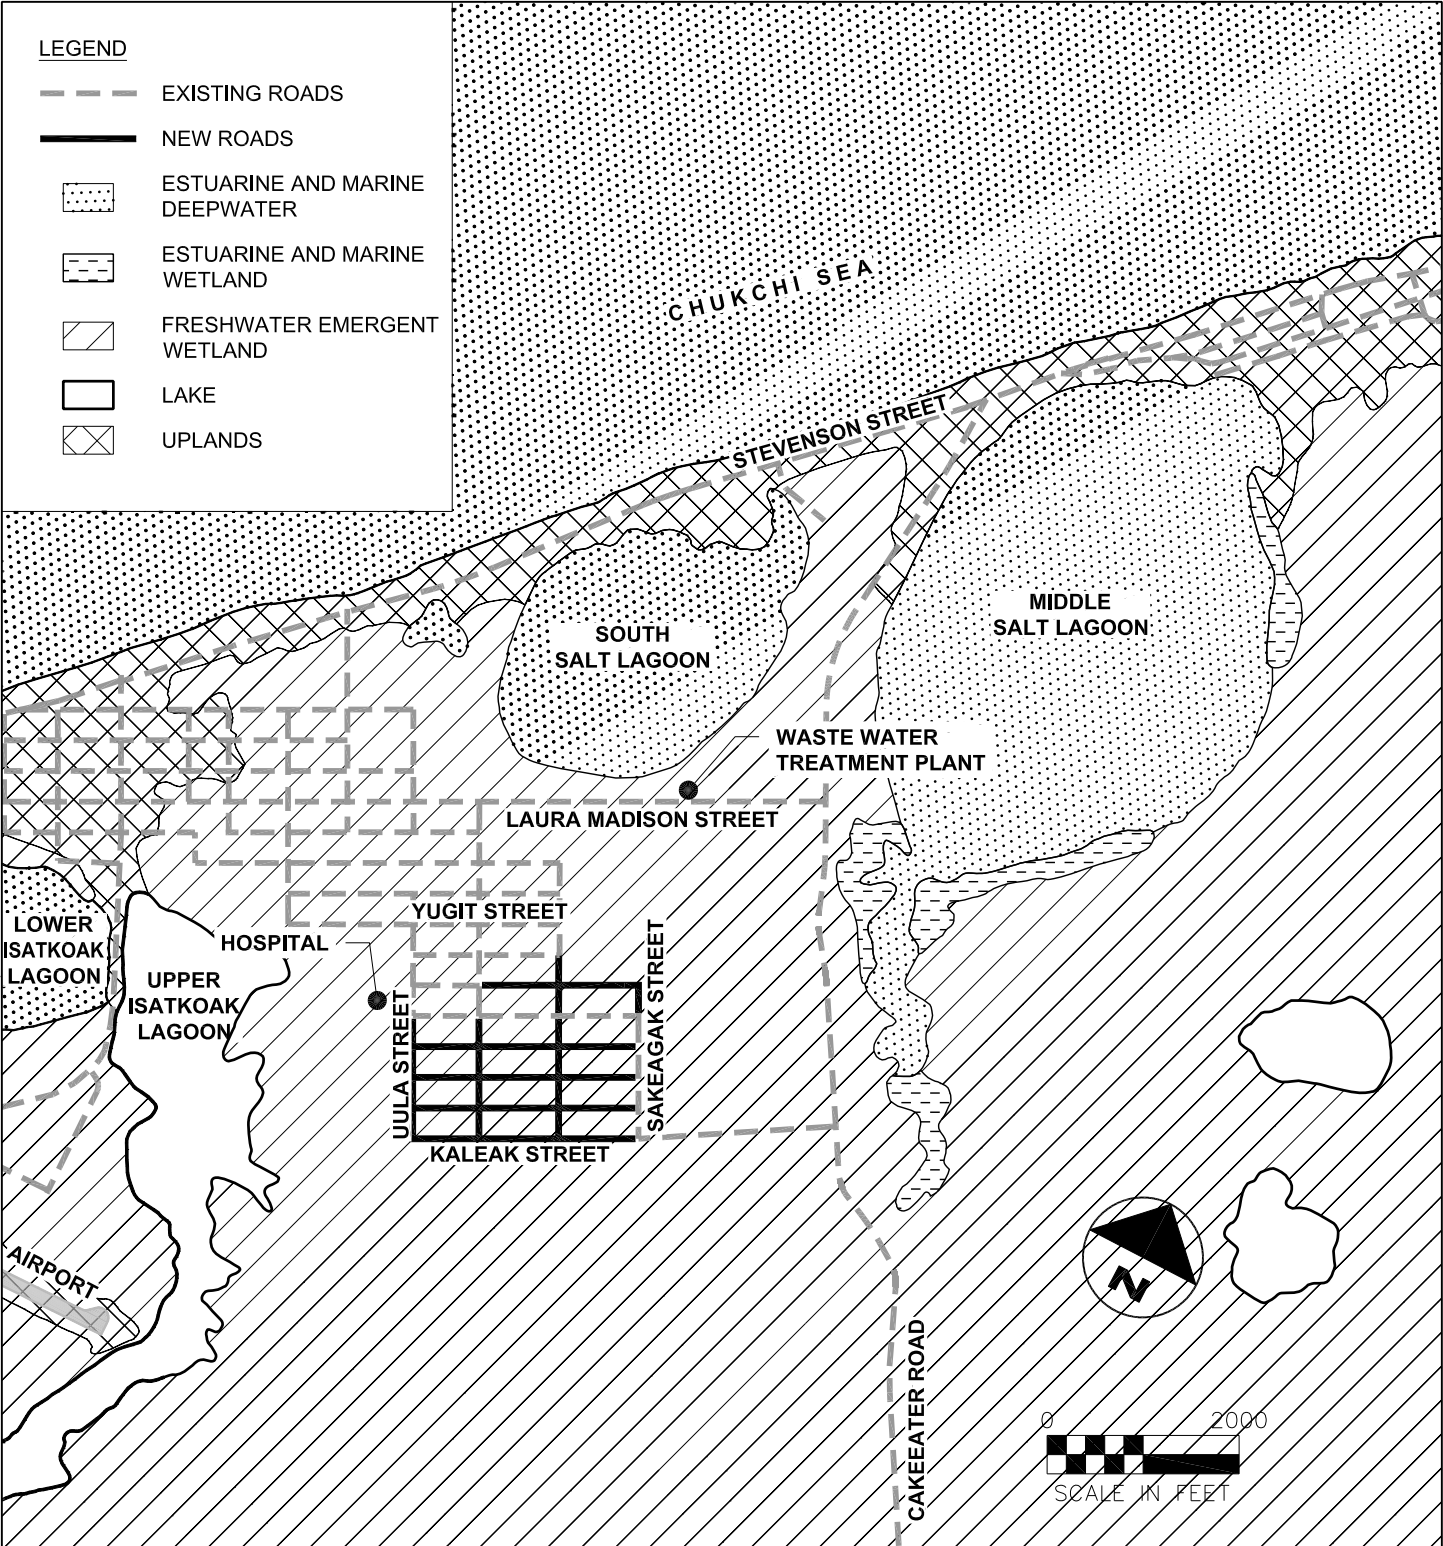 LEGEND
EXISTING ROADS
NEW ROADS
ESTUARINE AND MARINE
DEEPWATER
ESTUARINE AND MARINE
WETLAND
FRESHWATER EMERGENT
WETLAND
LAKE
UPLANDS
CHUKCHI SEA
STEVENSON STREET
MIDDLE
SALT LAGOON
SOUTH
SALT LAGOON
WASTE WATER
TREATMENT PLANT
LAURA MADISON STREET
YUGIT STREET
HOSPITAL
LOWER
ISATKOAK
LAGOON
UPPER
ISATKOAK
LAGOON
UULA STREET
SAKEAGAK STREET
KALEAK STREET
AIRPORT
N
CAKEEATER ROAD
0 2000
SCALE IN FEET